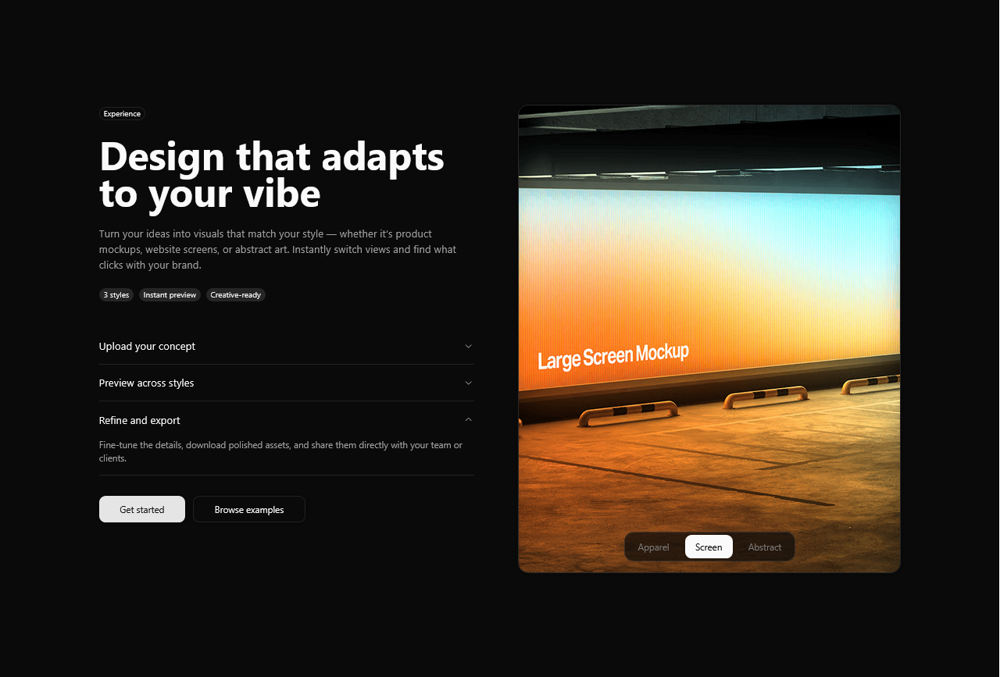 Experience
Design that adapts
to your vibe
Turn your ideas into visuals that match your style — whether it's product
mockups, website screens, or abstract art. Instantly switch views and find what
clicks with your brand.
3 styles
Instant preview
Creative-ready
Upload your concept
Preview across styles
Refine and export
Fine-tune the details, download polished assets, and share them directly with your team or
clients.
Get started
Browse examples
Large Screen Mockup
Apparel
Screen
Abstract